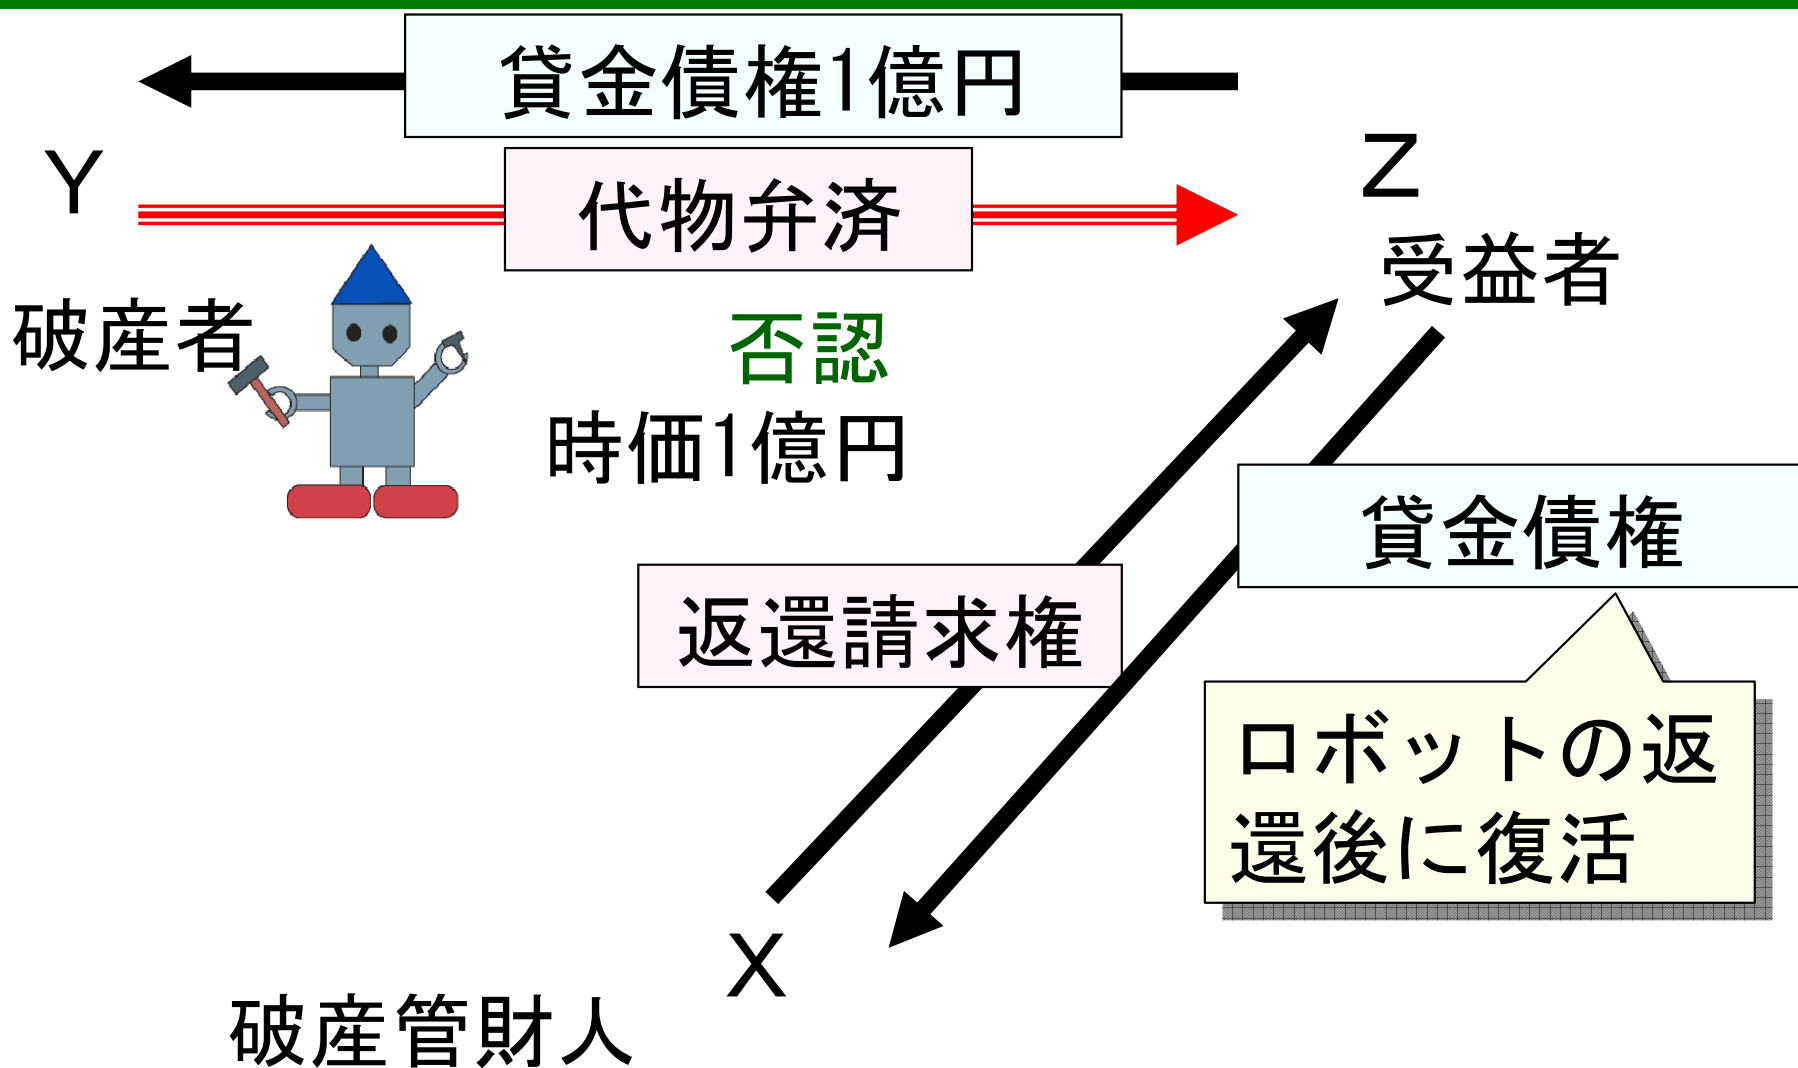 貸金債権1億円
Y
代物弁済
Z
受益者
破産者
否認
時価1億円
貸金債権
返還請求権
ロボットの返
還後に復活
X
破産管財人